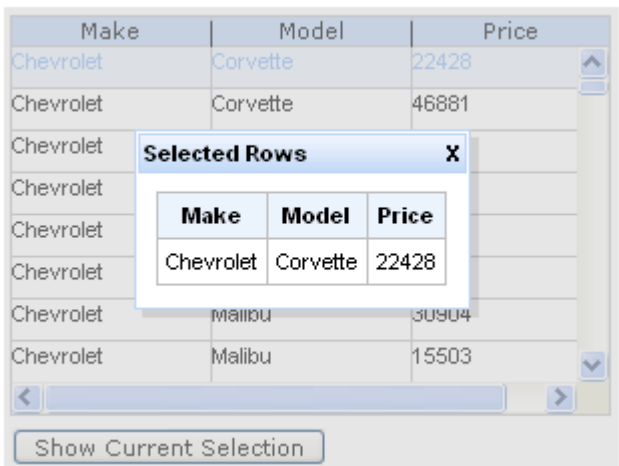 Make Model Price
Chevrolet Corvette 22428
Chevrolet Corvette 46881
Chevrolet
Selected Rows X
Chevrolet
Make Model Price
Chevrolet
Chevrolet Corvette 22428
Chevrolet
Chevrolet Malibu 30904
Chevrolet Malibu 15503
Show Current Selection